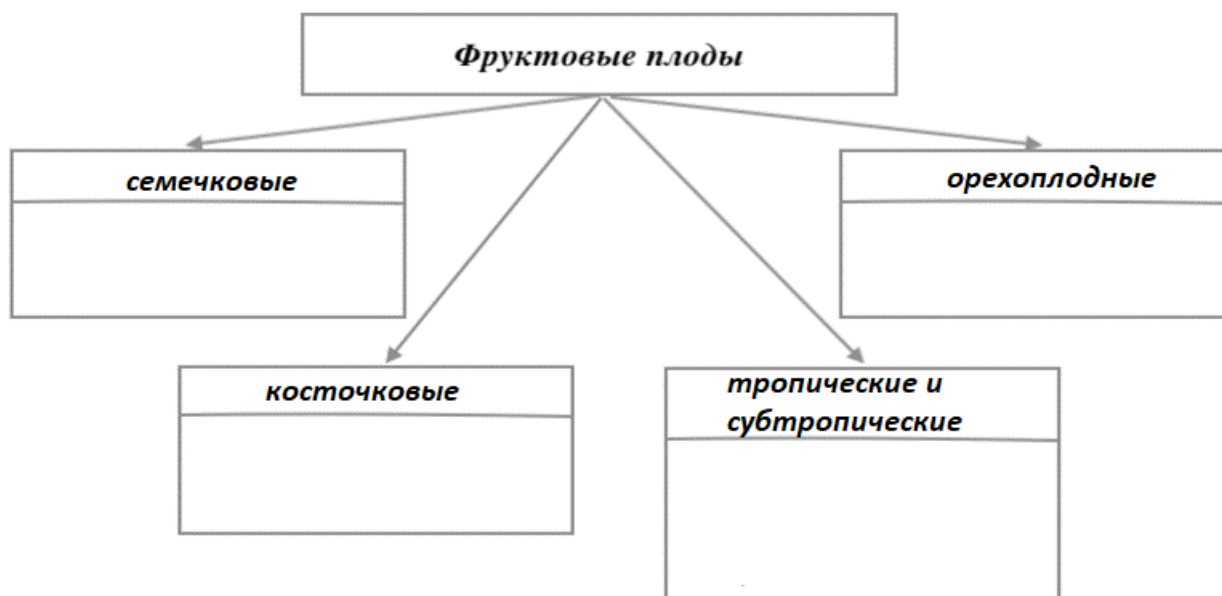 Фруктовые плоды
семечковые
орехоплодные
косточковые
тропические и
субтропические